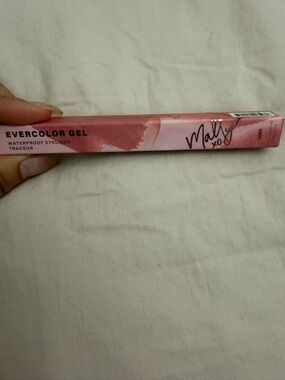 EVERCOLOR GEL
WATERPROOF EYELINER
TRACEUR
Mally
xo